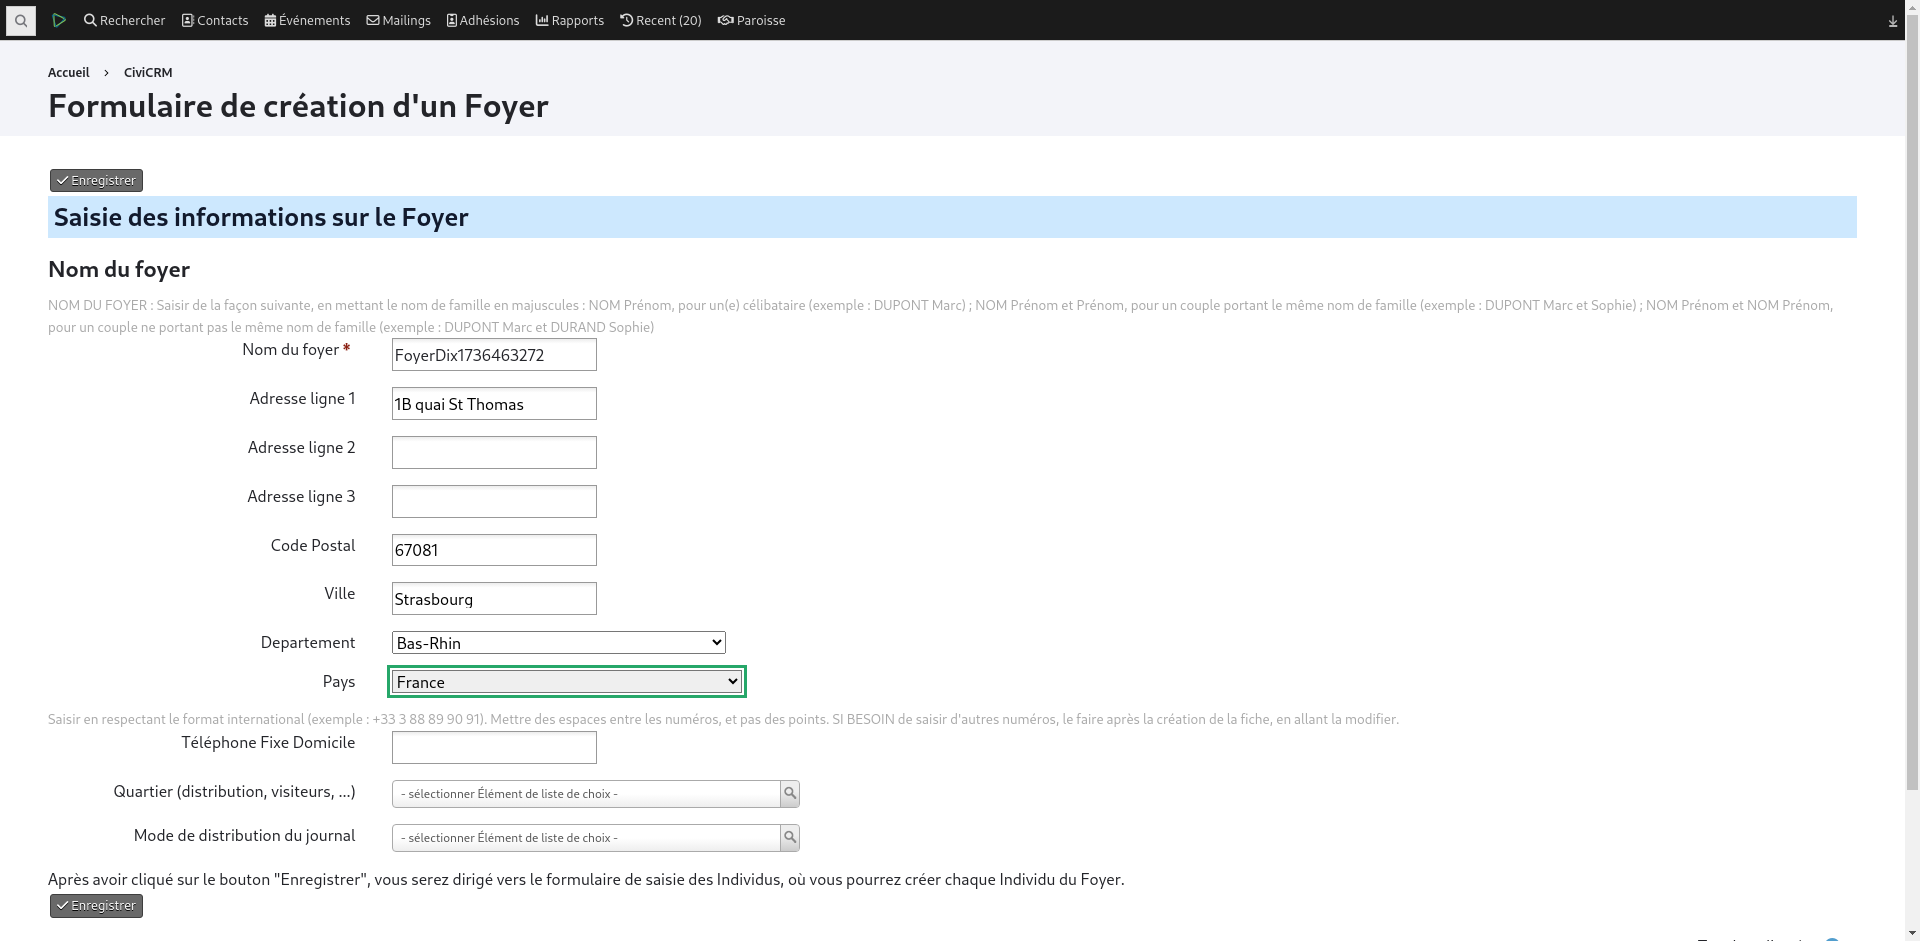 Rechercher Contacts Événements Mailings Adhésions Rapports Recent (20) Paroisse
Accueil › CiviCRM
Formulaire de création d'un Foyer
Enregistrer
Saisie des informations sur le Foyer
Nom du foyer
NOM DU FOYER : Saisir de la façon suivante, en mettant le nom de famille en majuscules : NOM Prénom, pour un(e) célibataire (exemple : DUPONT Marc) ; NOM Prénom et Prénom, pour un couple portant le même nom de famille (exemple : DUPONT Marc et Sophie) ; NOM Prénom et NOM Prénom,
pour un couple ne portant pas le même nom de famille (exemple : DUPONT Marc et DURAND Sophie)
Nom du foyer * FoyerDix1736463272
Adresse ligne 1 1B quai St Thomas
Adresse ligne 2
Adresse ligne 3
Code Postal 67081
Ville Strasbourg
Departement Bas-Rhin
Pays France
Saisir en respectant le format international (exemple : +33 3 88 89 90 91). Mettre des espaces entre les numéros, et pas des points. SI BESOIN de saisir d'autres numéros, le faire après la création de la fiche, en allant la modifier.
Téléphone Fixe Domicile
Quartier (distribution, visiteurs, ...) - sélectionner Élément de liste de choix -
Mode de distribution du journal - sélectionner Élément de liste de choix -
Après avoir cliqué sur le bouton "Enregistrer", vous serez dirigé vers le formulaire de saisie des Individus, où vous pourrez créer chaque Individu du Foyer.
Enregistrer